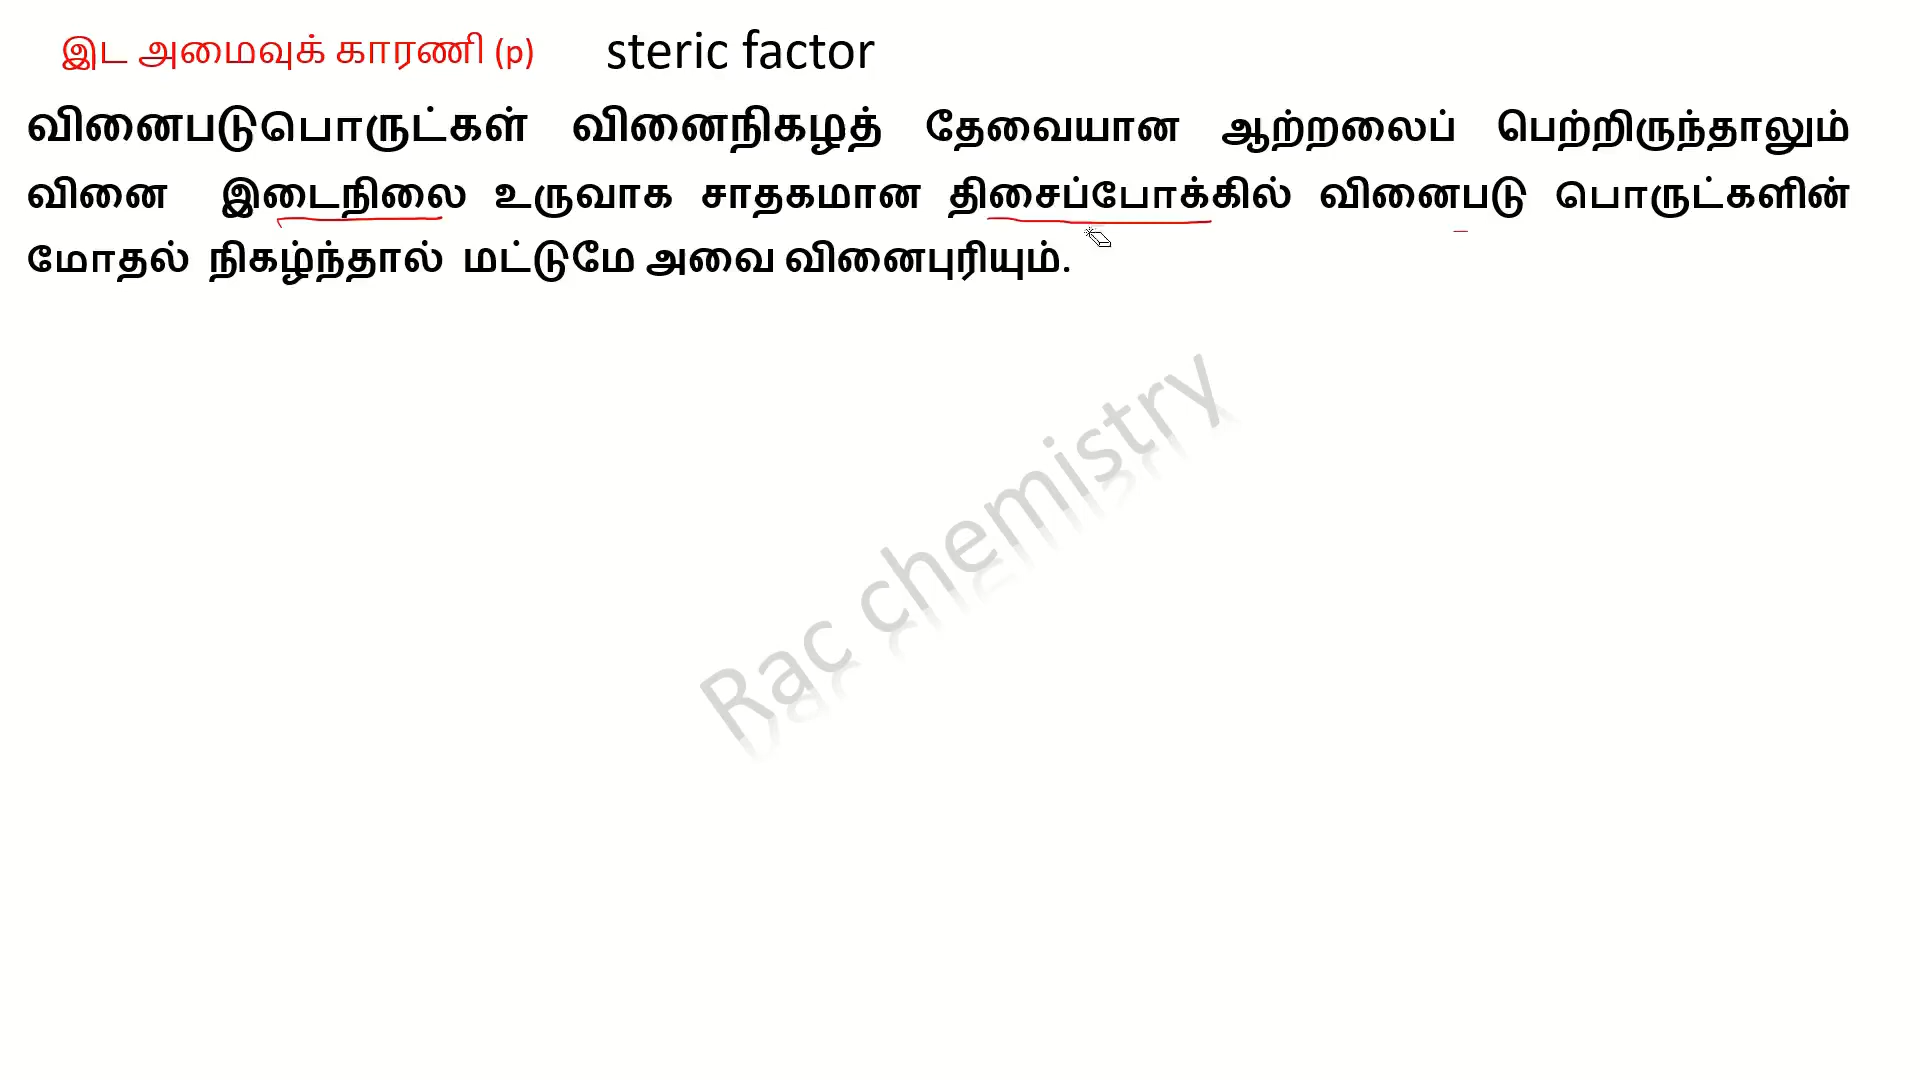 இட அமைவுக் காரணி (p) steric factor
வினைபடுபொருட்கள் வினைநிகழத் தேவையான ஆற்றலைப் பெற்றிருந்தாலும்
வினை இடைநிலை உருவாக சாதகமான திசைப்போக்கில் வினைபடு பொருட்களின்
மோதல் நிகழ்ந்தால் மட்டுமே அவை வினைபுரியும்.
Rac chemistry